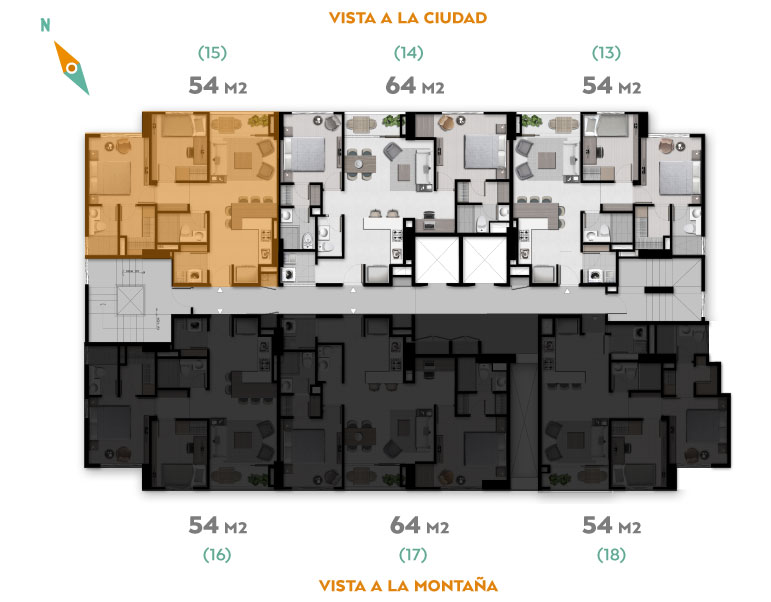 N
VISTA A LA CIUDAD
(15)
(14)
(13)
54 M2
64 M2
54 M2
54 M2
64 M2
54 M2
(16)
(17)
(18)
VISTA A LA MONTAÑA